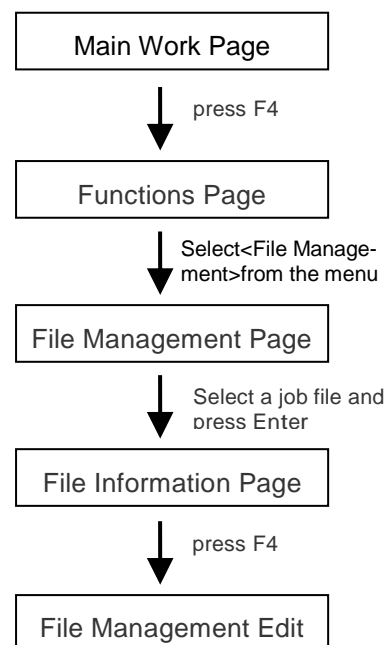 Main Work Page
press F4
Functions Page
Select<File Manage-
ment>from the menu
File Management Page
Select a job file and
press Enter
File Information Page
press F4
File Management Edit